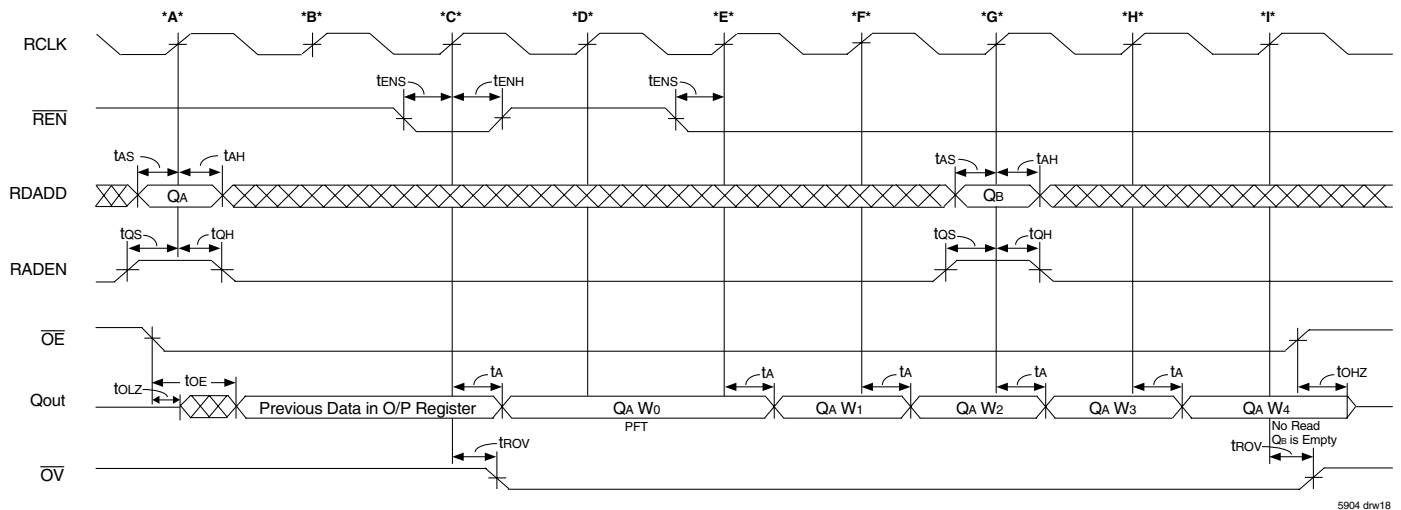 *A* *B* *C* *D* *E* *F* *G* *H* *I*
RCLK
tENS tENH tENS
REN
tAS tAH tAS tAH
RDADD QA QB
tQS tQH tQS tQH
RADEN
OE
tOLZ tOE tA tA tA tA tA tOHZ
Qout Previous Data in O/P Register QA W0 QA W1 QA W2 QA W3 QA W4
PFT
No Read
QB is Empty
tROV tROV
OV
5904 drw18